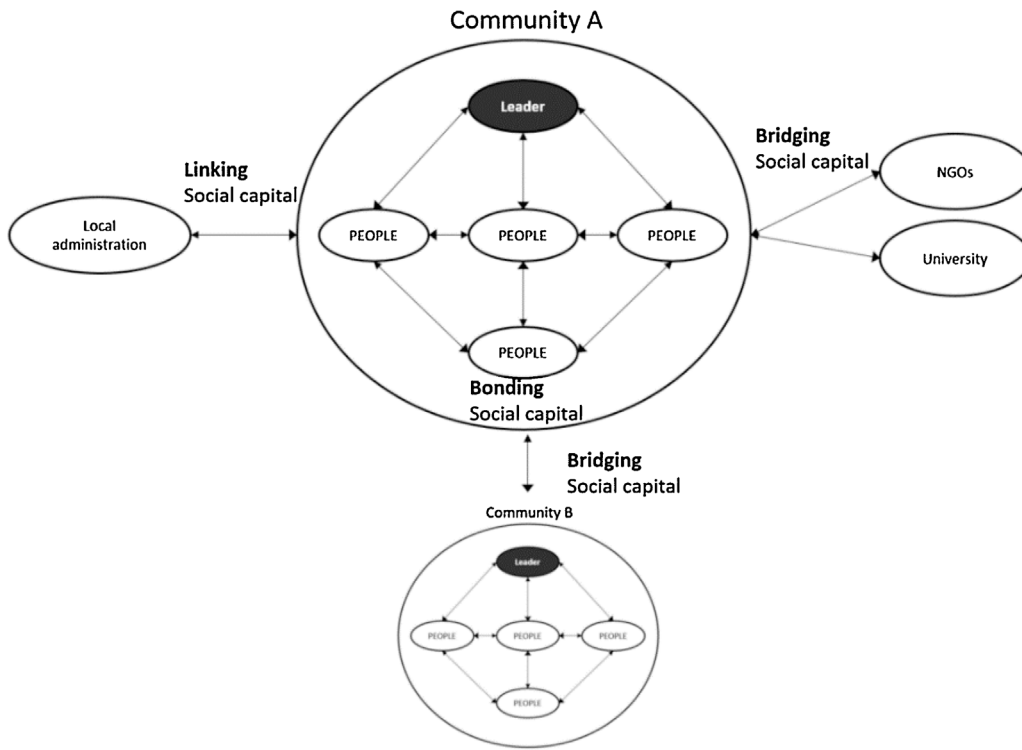 Community A
Leader
Bridging
Social capital
Linking
Social capital
NGOs
Local
administration
PEOPLE
PEOPLE
PEOPLE
University
PEOPLE
Bonding
Social capital
Bridging
Social capital
Community B
Leader
PEOPLE
PEOPLE
PEOPLE
PEOPLE